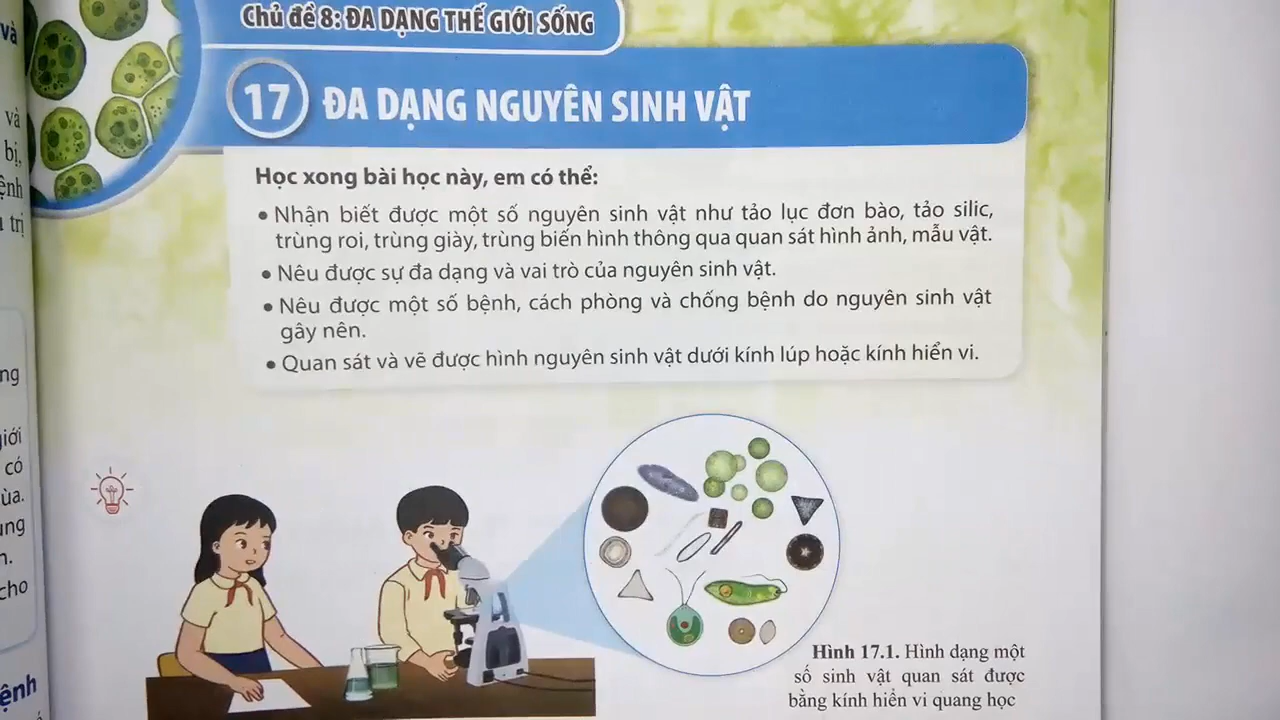 Chủ đề 8: ĐA DẠNG THẾ GIỚI SỐNG
17 ĐA DẠNG NGUYÊN SINH VẬT
Học xong bài học này, em có thể:
• Nhận biết được một số nguyên sinh vật như tảo lục đơn bào, tảo silic,
trùng roi, trùng giày, trùng biến hình thông qua quan sát hình ảnh, mẫu vật.
• Nêu được sự đa dạng và vai trò của nguyên sinh vật.
• Nêu được một số bệnh, cách phòng và chống bệnh do nguyên sinh vật
gây nên.
• Quan sát và vẽ được hình nguyên sinh vật dưới kính lúp hoặc kính hiển vi.
Hình 17.1. Hình dạng một
số sinh vật quan sát được
bằng kính hiển vi quang học
và
và
bị,
trị
có
cho